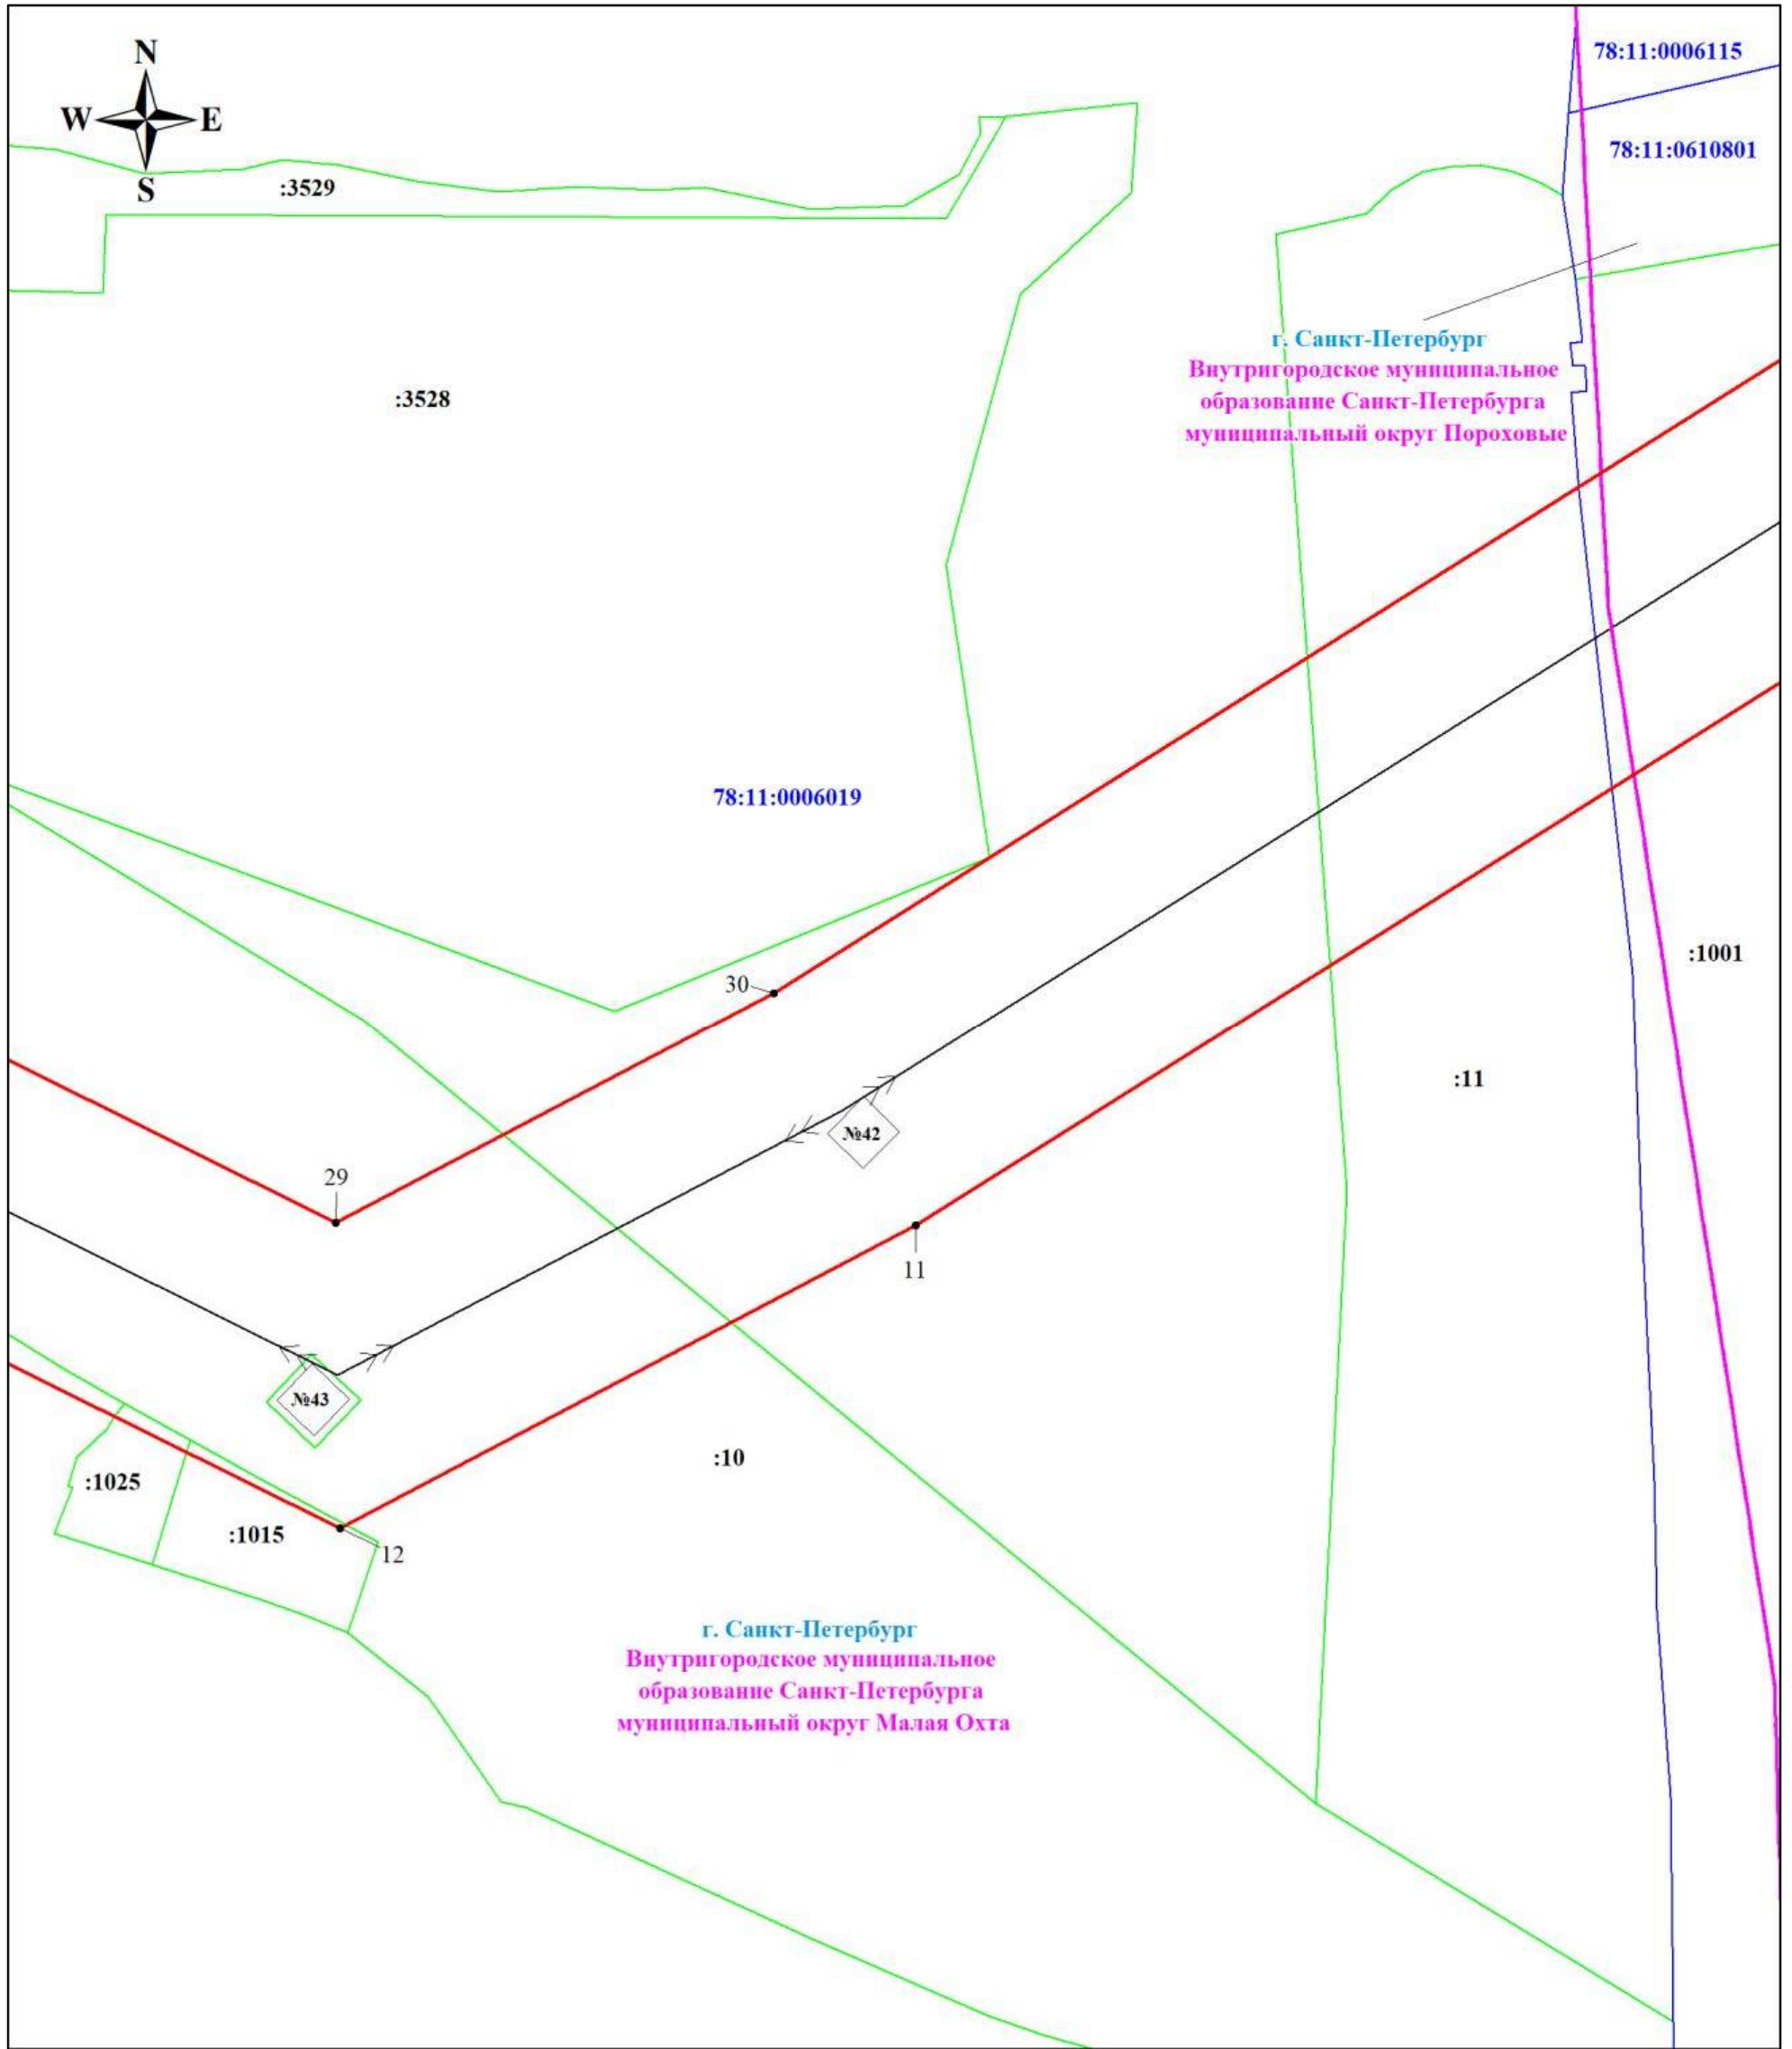 N
78:11:0006115
W
E
78:11:0610801
S
:3529
г. Санкт-Петербург
Внутригородское муниципальное
образование Санкт-Петербурга
муниципальный округ Пороховые
:3528
78:11:0006019
:1001
30
:11
№42
29
11
№43
:10
:1025
:1015
12
г. Санкт-Петербург
Внутригородское муниципальное
образование Санкт-Петербурга
муниципальный округ Малая Охта